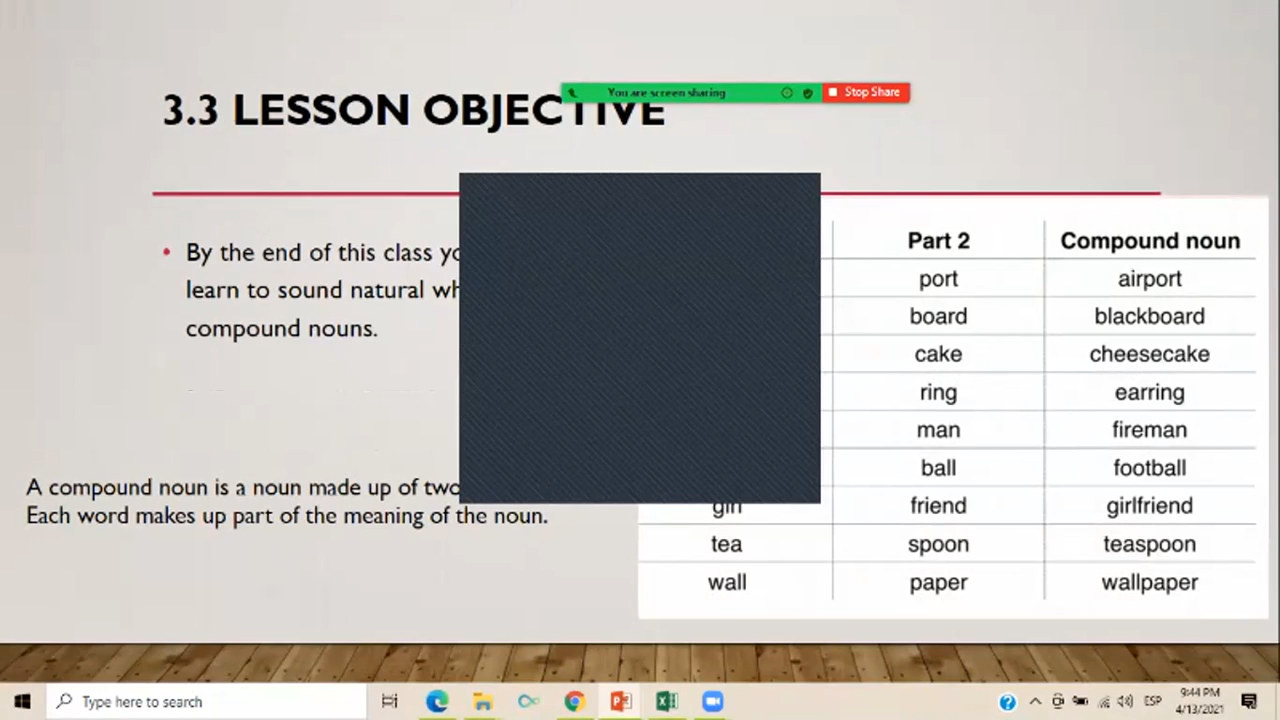 You are screen sharing
Stop Share
3.3 LESSON OBJECTIVE
By the end of this class
learn to sound natural
compound nouns.
A compound noun is a noun made up of two
Each word makes up part of the meaning of the noun.
Part 2 Compound noun
port airport
board blackboard
cake cheesecake
ring earring
man fireman
ball football
girl friend girlfriend
tea spoon teaspoon
wall paper wallpaper
Type here to search
ESP
9:44 PM
4/13/2021